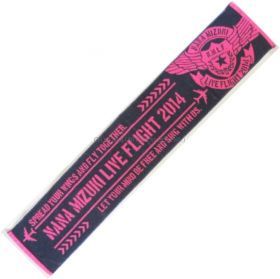 NANA MIZUKI
LIVE FLIGHT 2014
SPREAD YOUR WINGS AND FLY TOGETHER.
NANA MIZUKI LIVE FLIGHT 2014
LET YOUR MIND BE FREE AND SING WITH US.